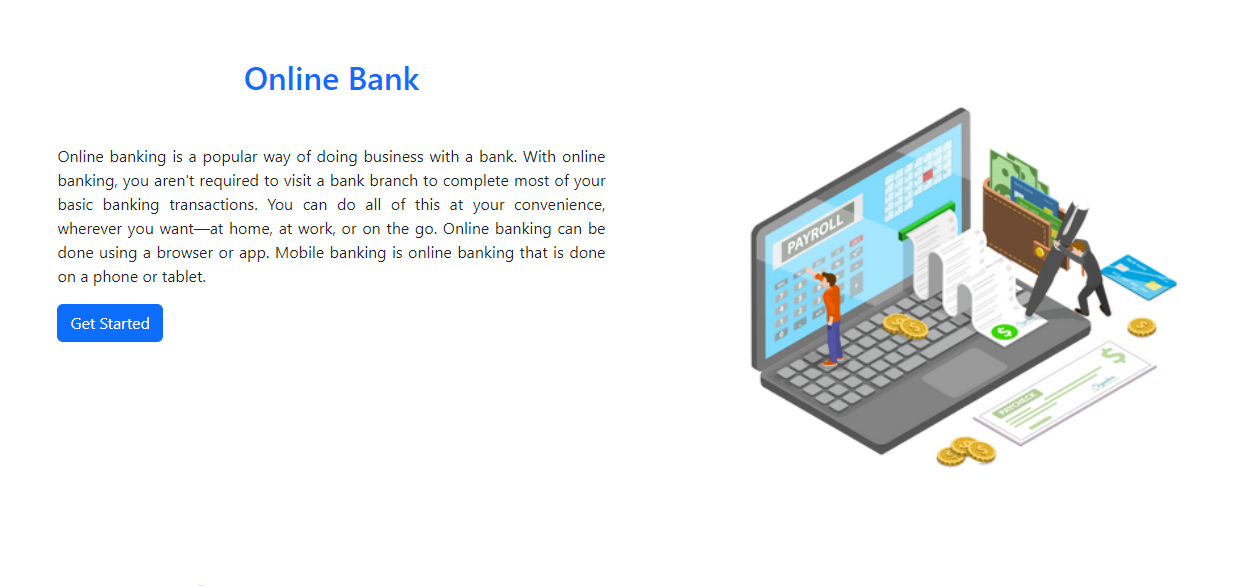 Online Bank
Online banking is a popular way of doing business with a bank. With online
banking, you aren't required to visit a bank branch to complete most of your
basic banking transactions. You can do all of this at your convenience,
wherever you want—at home, at work, or on the go. Online banking can be
done using a browser or app. Mobile banking is online banking that is done
on a phone or tablet.
Get Started
PAYROLL
PAYCHECK